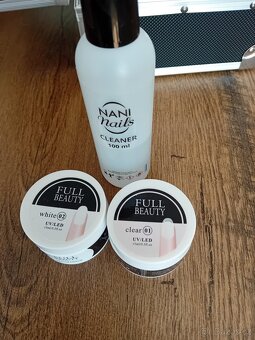 NANI
Nails
CLEANER
100 ml
FULL
BEAUTY
white 02
UV/LED
FULL
BEAUTY
clear 01
UV/LED